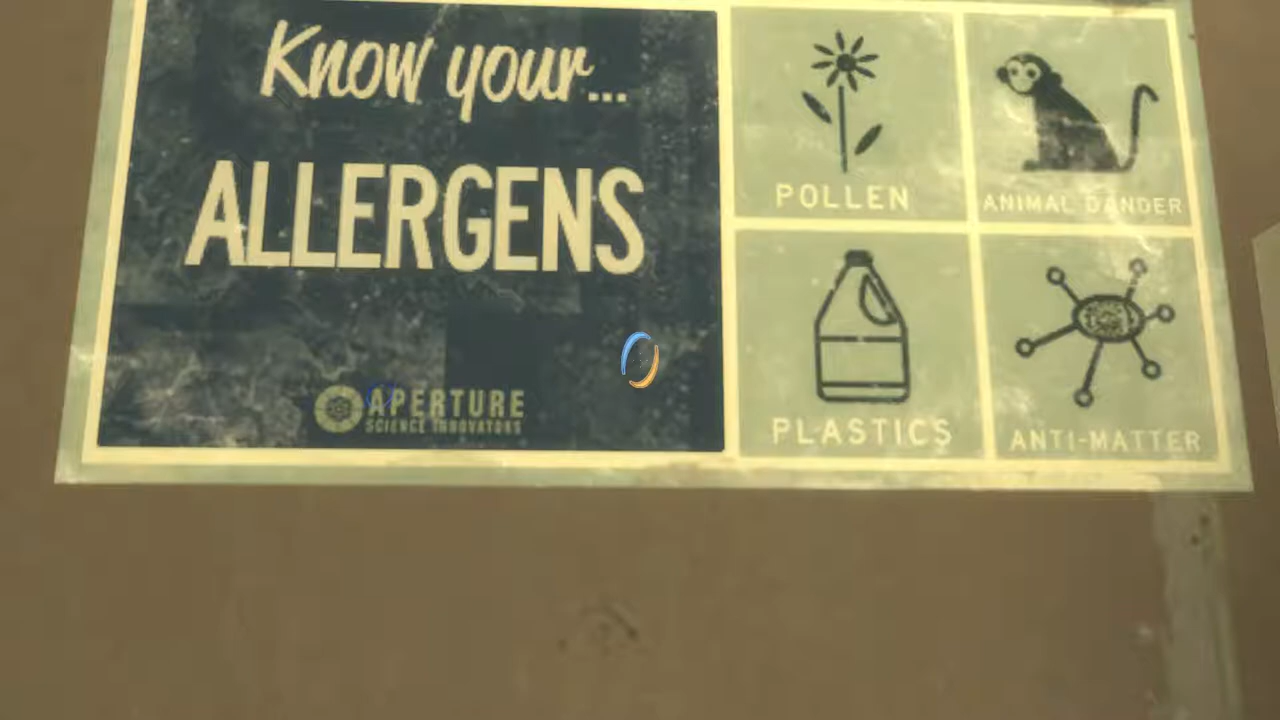 Know your...
ALLERGENS
APERTURE
SCIENCE INNOVATORS
POLLEN
ANIMAL DANDER
PLASTICS
ANTI-MATTER